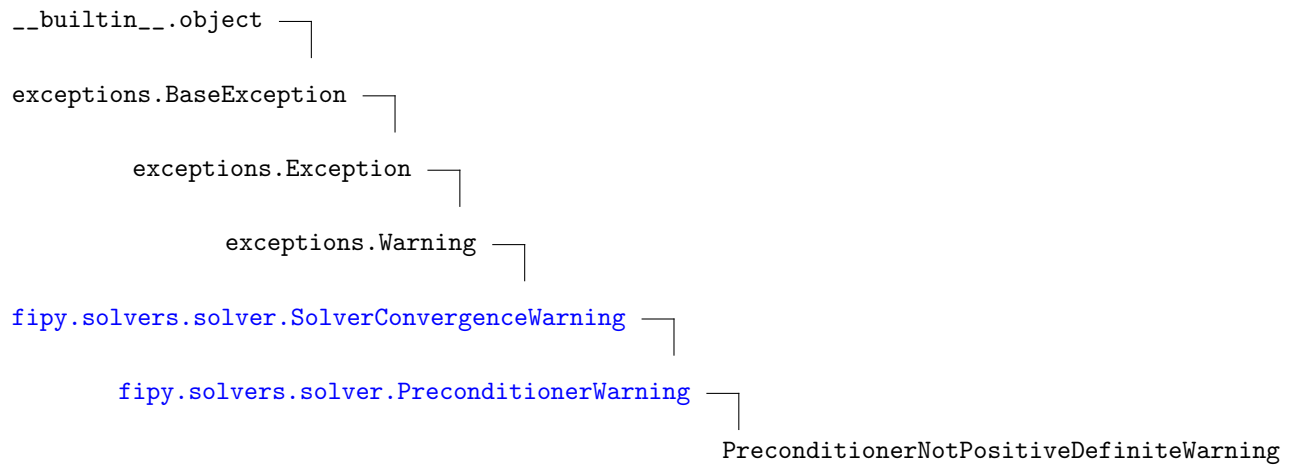 __builtin__.object
exceptions.BaseException
exceptions.Exception
exceptions.Warning
fipy.solvers.solver.SolverConvergenceWarning
fipy.solvers.solver.PreconditionerWarning
PreconditionerNotPositiveDefiniteWarning